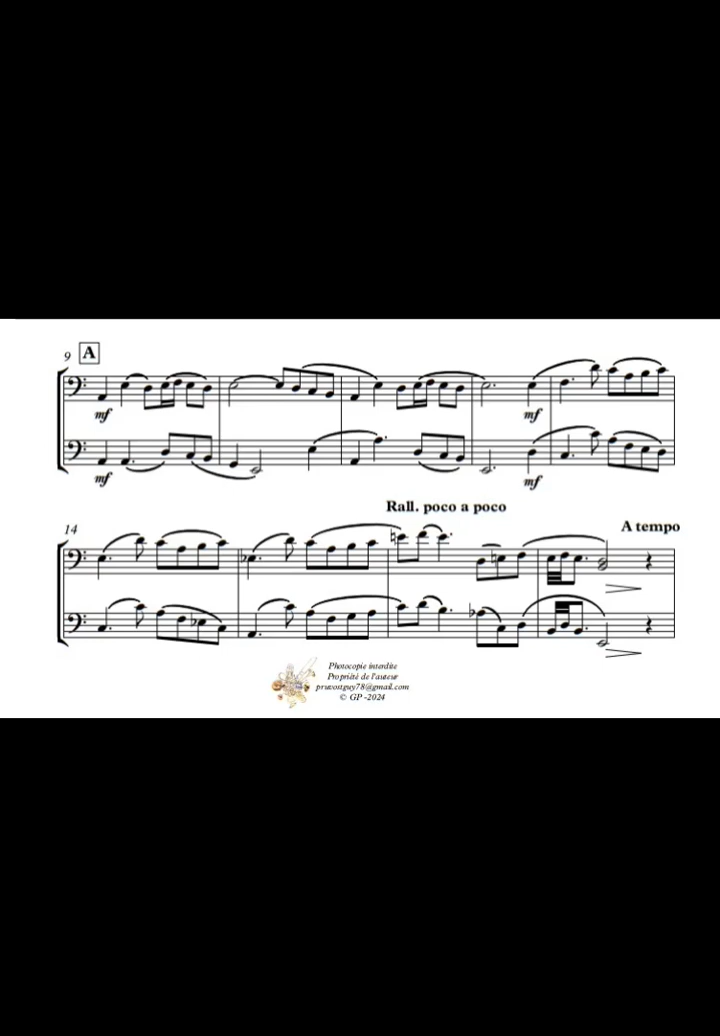 9 A
mf
mf
mf
mf
Rall. poco a poco
14
A tempo
Photocopie interdite
Propriété de l'auteur
pruvostguy78@gmail.com
© GP -2024